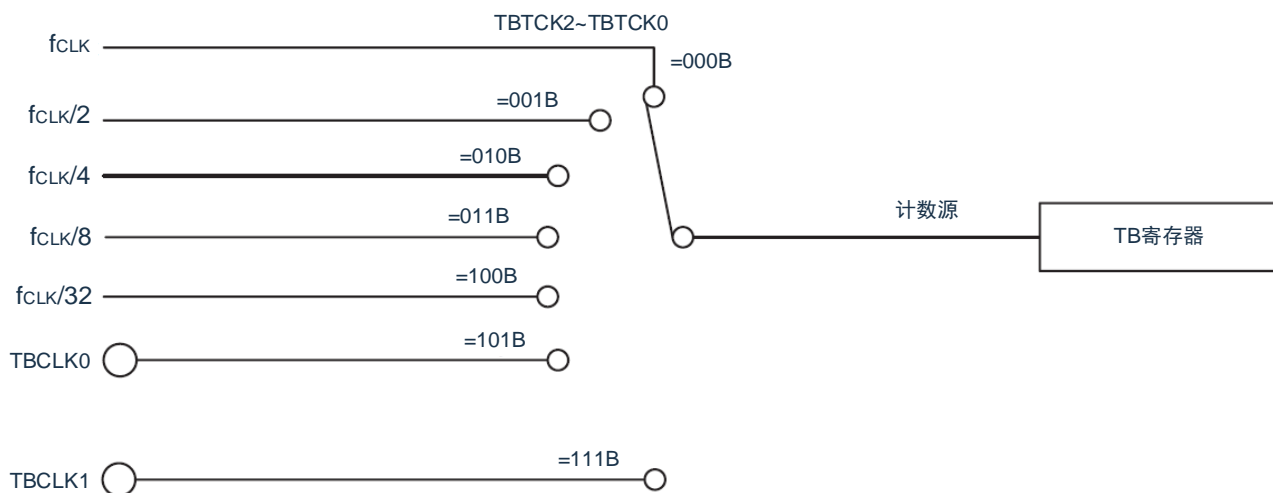 TBTCK2~TBTCK0
fCLK
=000B
fCLK/2
=001B
fCLK/4
=010B
fCLK/8
=011B
计数源
TB寄存器
fCLK/32
=100B
TBCLK0
=101B
TBCLK1
=111B